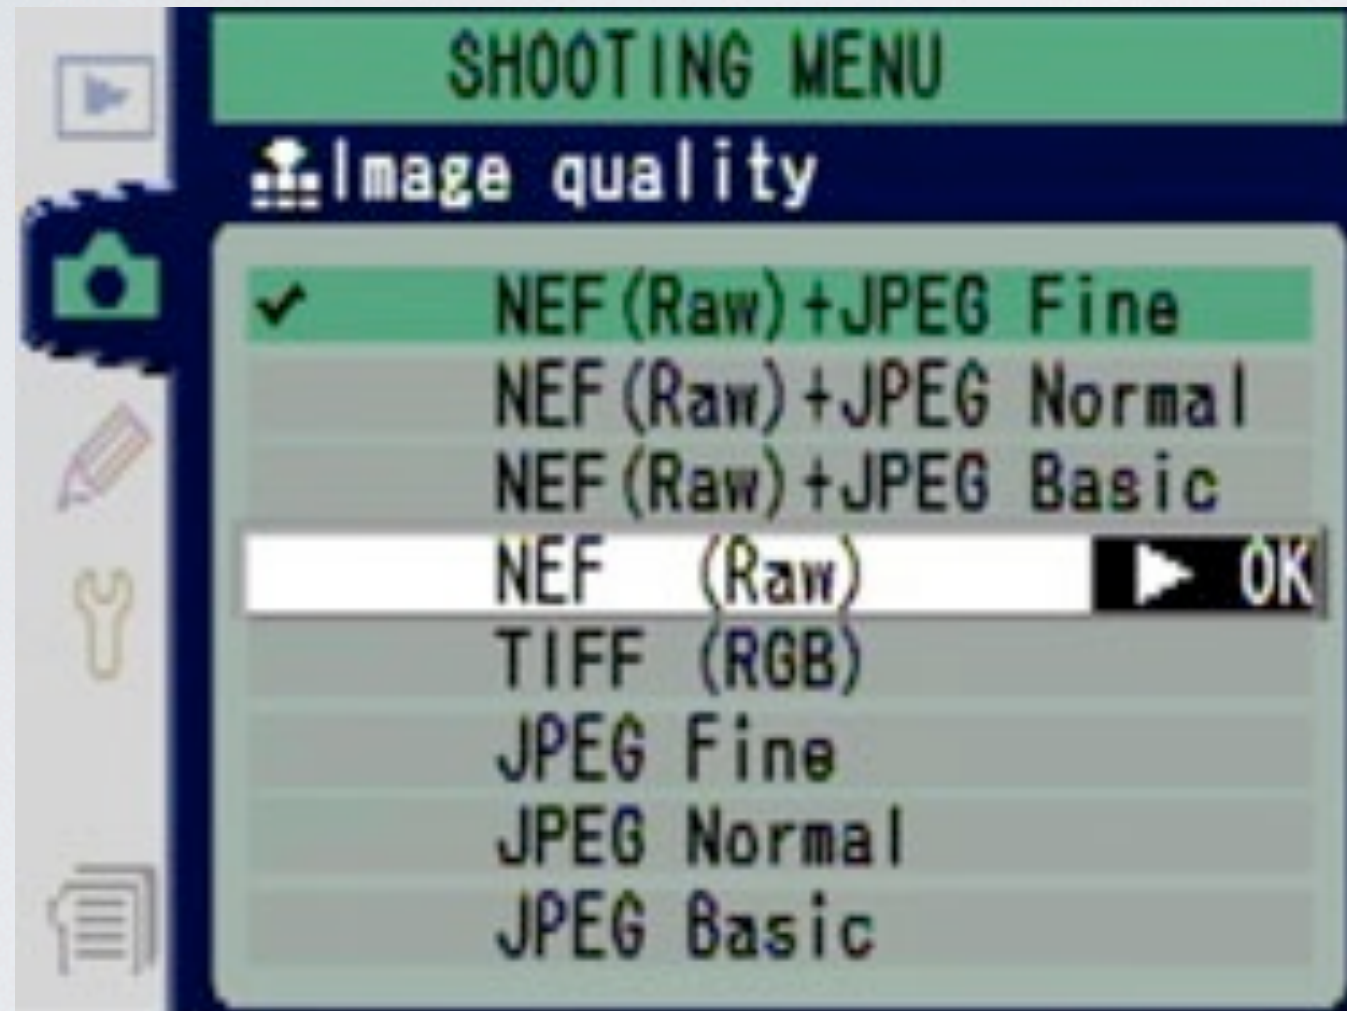 SHOOTING MENU
Image quality
NEF(Raw)+JPEG Fine
NEF(Raw)+JPEG Normal
NEF(Raw)+JPEG Basic
NEF (Raw) OK
TIFF (RGB)
JPEG Fine
JPEG Normal
JPEG Basic